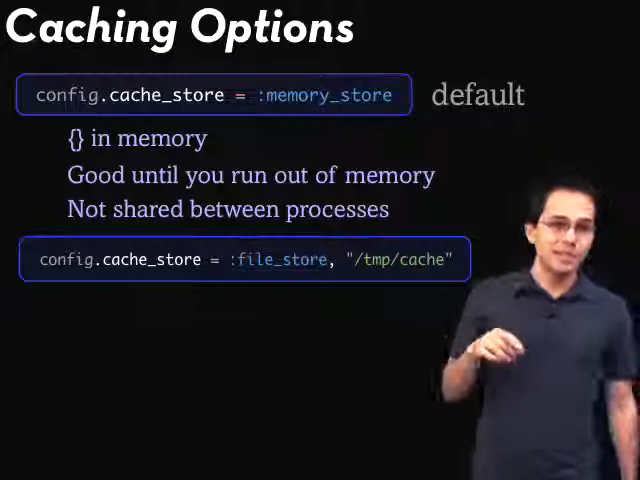 Caching Options
config.cache_store = :memory_store
default
{} in memory
Good until you run out of memory
Not shared between processes
config.cache_store = :file_store, "/tmp/cache"